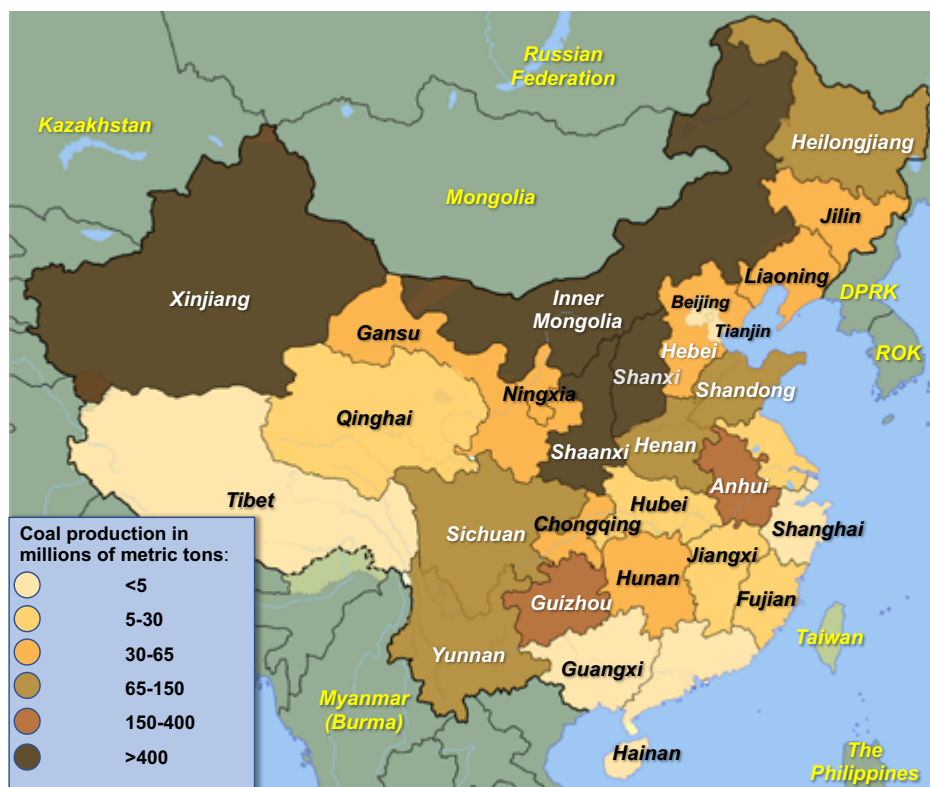 Russian
Federation
Kazakhstan
Heilongjiang
Mongolia
Jilin
Liaoning
Xinjiang
Inner
Mongolia
Beijing
DPRK
Gansu
Tianjin
Hebei
ROK
Shanxi
Ningxia
Shandong
Qinghai
Henan
Shaanxi
Anhui
Tibet
Hubei
Chongqing
Shanghai
Sichuan
Jiangxi
Hunan
Guizhou
Fujian
Taiwan
Yunnan
Guangxi
Myanmar
(Burma)
Hainan
The
Philippines
Coal production in
millions of metric tons:
<5
5-30
30-65
65-150
150-400
>400